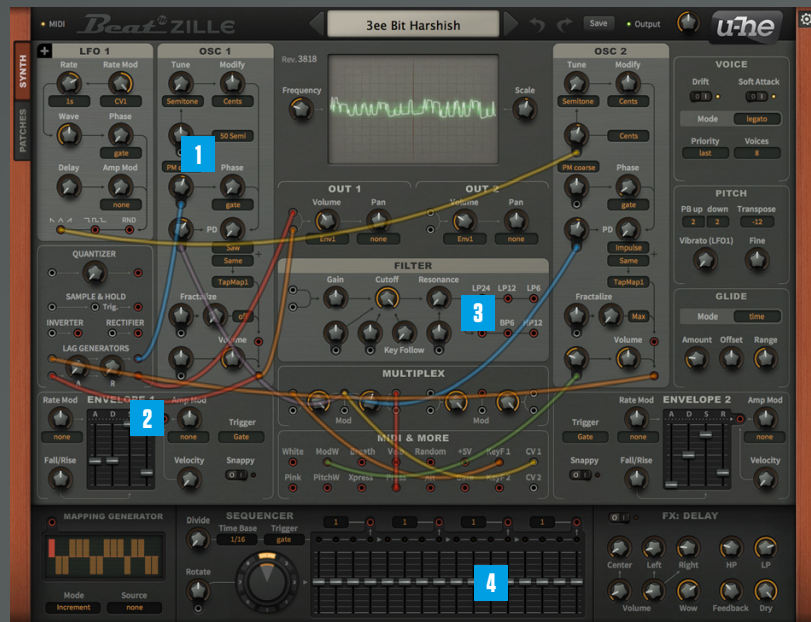 MIDI
Beat ZILLE
3ee Bit Harshish
Save
Output
u-he
SYNTH
PATCHES
LFO 1
Rate Rate Mod
1s CV1
Wave Phase
gate
Delay Amp Mod
none
RND
OSC 1
Tune Modify
Semitone Cents
50 Semi
1
Phase
gate
PD
Saw
Same
TapMap1
Fractalize
off
Volume
Rev. 3818
Frequency
Scale
OSC 2
Tune Modify
Semitone Cents
Cents
PM coarse Phase
gate
PD
Impulse
Same
TapMap1
Fractalize
Max
Volume
VOICE
Drift Soft Attack
Mode legato
Priority Voices
last 8
PITCH
PB up down Transpose
2 2 -12
Vibrato (LFO1) Fine
GLIDE
Mode time
Amount Offset Range
OUT 1
Volume Pan
Env1 none
OUT 2
Volume Pan
Env1 none
FILTER
Gain Cutoff Resonance
LP24 LP12 LP6
3
BP6 HP12
Key Follow
QUANTIZER
SAMPLE & HOLD
Trig.
INVERTER RECTIFIER
LAG GENERATORS
A R
MULTIPLEX
Mod Mod
MIDI & MORE
White ModW Breath Random +5V KeyF 1 CV 1
Pink PitchW Xpress Press Alt Gate KeyF 2 CV 2
ENVELOPE 1
Rate Mod A D 2 Amp Mod
none none
Trigger
Gate
Fall/Rise Velocity Snappy
ENVELOPE 2
Rate Mod A D S R Amp Mod
none none
Trigger
Gate
Snappy Fall/Rise Velocity
MAPPING GENERATOR
Mode Source
Increment none
SEQUENCER
Divide Time Base Trigger
1/16 gate
Rotate
1 1 1 1
4
FX: DELAY
Center Left Right HP LP
Volume Wow Feedback Dry